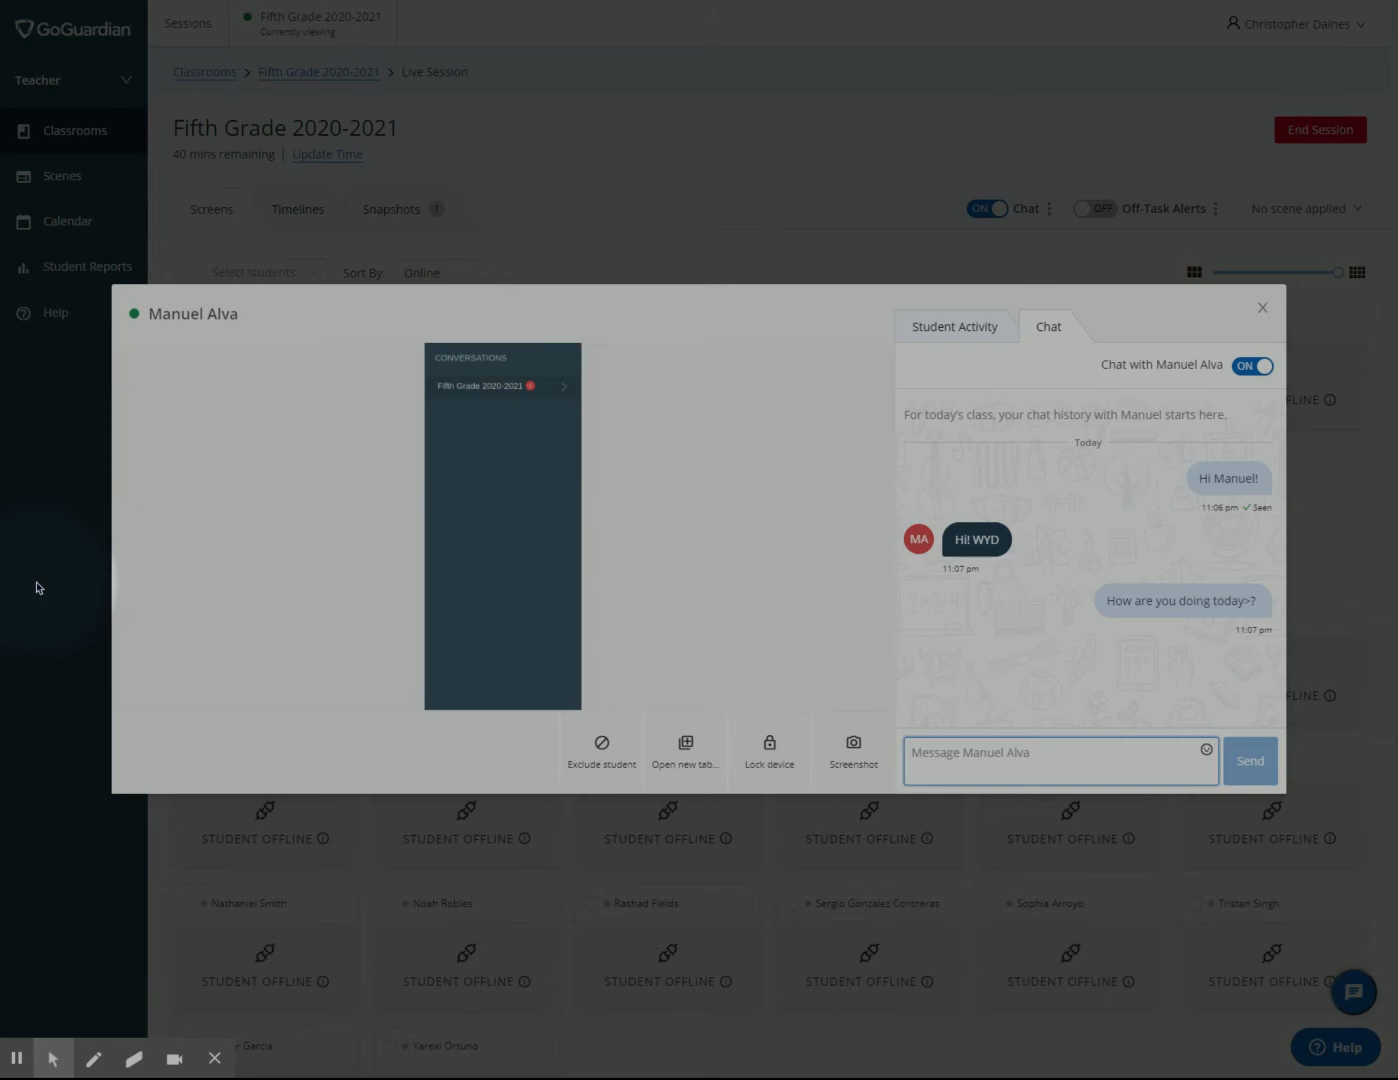 GoGuardian
Sessions
Fifth Grade 2020-2021
Currently viewing
Christopher Daines
Teacher
Classrooms > Fifth Grade 2020-2021 > Live Session
Classrooms
Scenes
Calendar
Student Reports
Help
Fifth Grade 2020-2021
End Session
40 mins remaining | Update Time
Screens
Timelines
Snapshots
ON Chat
OFF Off-Task Alerts
No scene applied
Select students
Sort By: Online
Manuel Alva
X
CONVERSATIONS
Fifth Grade 2020-2021
Student Activity
Chat
Chat with Manuel Alva ON
For today's class, your chat history with Manuel starts here.
Today
Hi Manuel!
11:06 pm ✓ Seen
MA Hi! WYD
11:07 pm
How are you doing today>?
11:07 pm
Exclude student
Open new tab...
Lock device
Screenshot
Message Manuel Alva
Send
FLINE
FLINE
STUDENT OFFLINE STUDENT OFFLINE STUDENT OFFLINE STUDENT OFFLINE STUDENT OFFLINE STUDENT OFFLINE
Nathaniel Smith Noah Robles Rashad Fields Sergio Gonzalez Contreras Sophia Arroyo Tristan Singh
STUDENT OFFLINE STUDENT OFFLINE STUDENT OFFLINE STUDENT OFFLINE STUDENT OFFLINE STUDENT OFFLINE
Garcia Yarexi Ortuno
Help